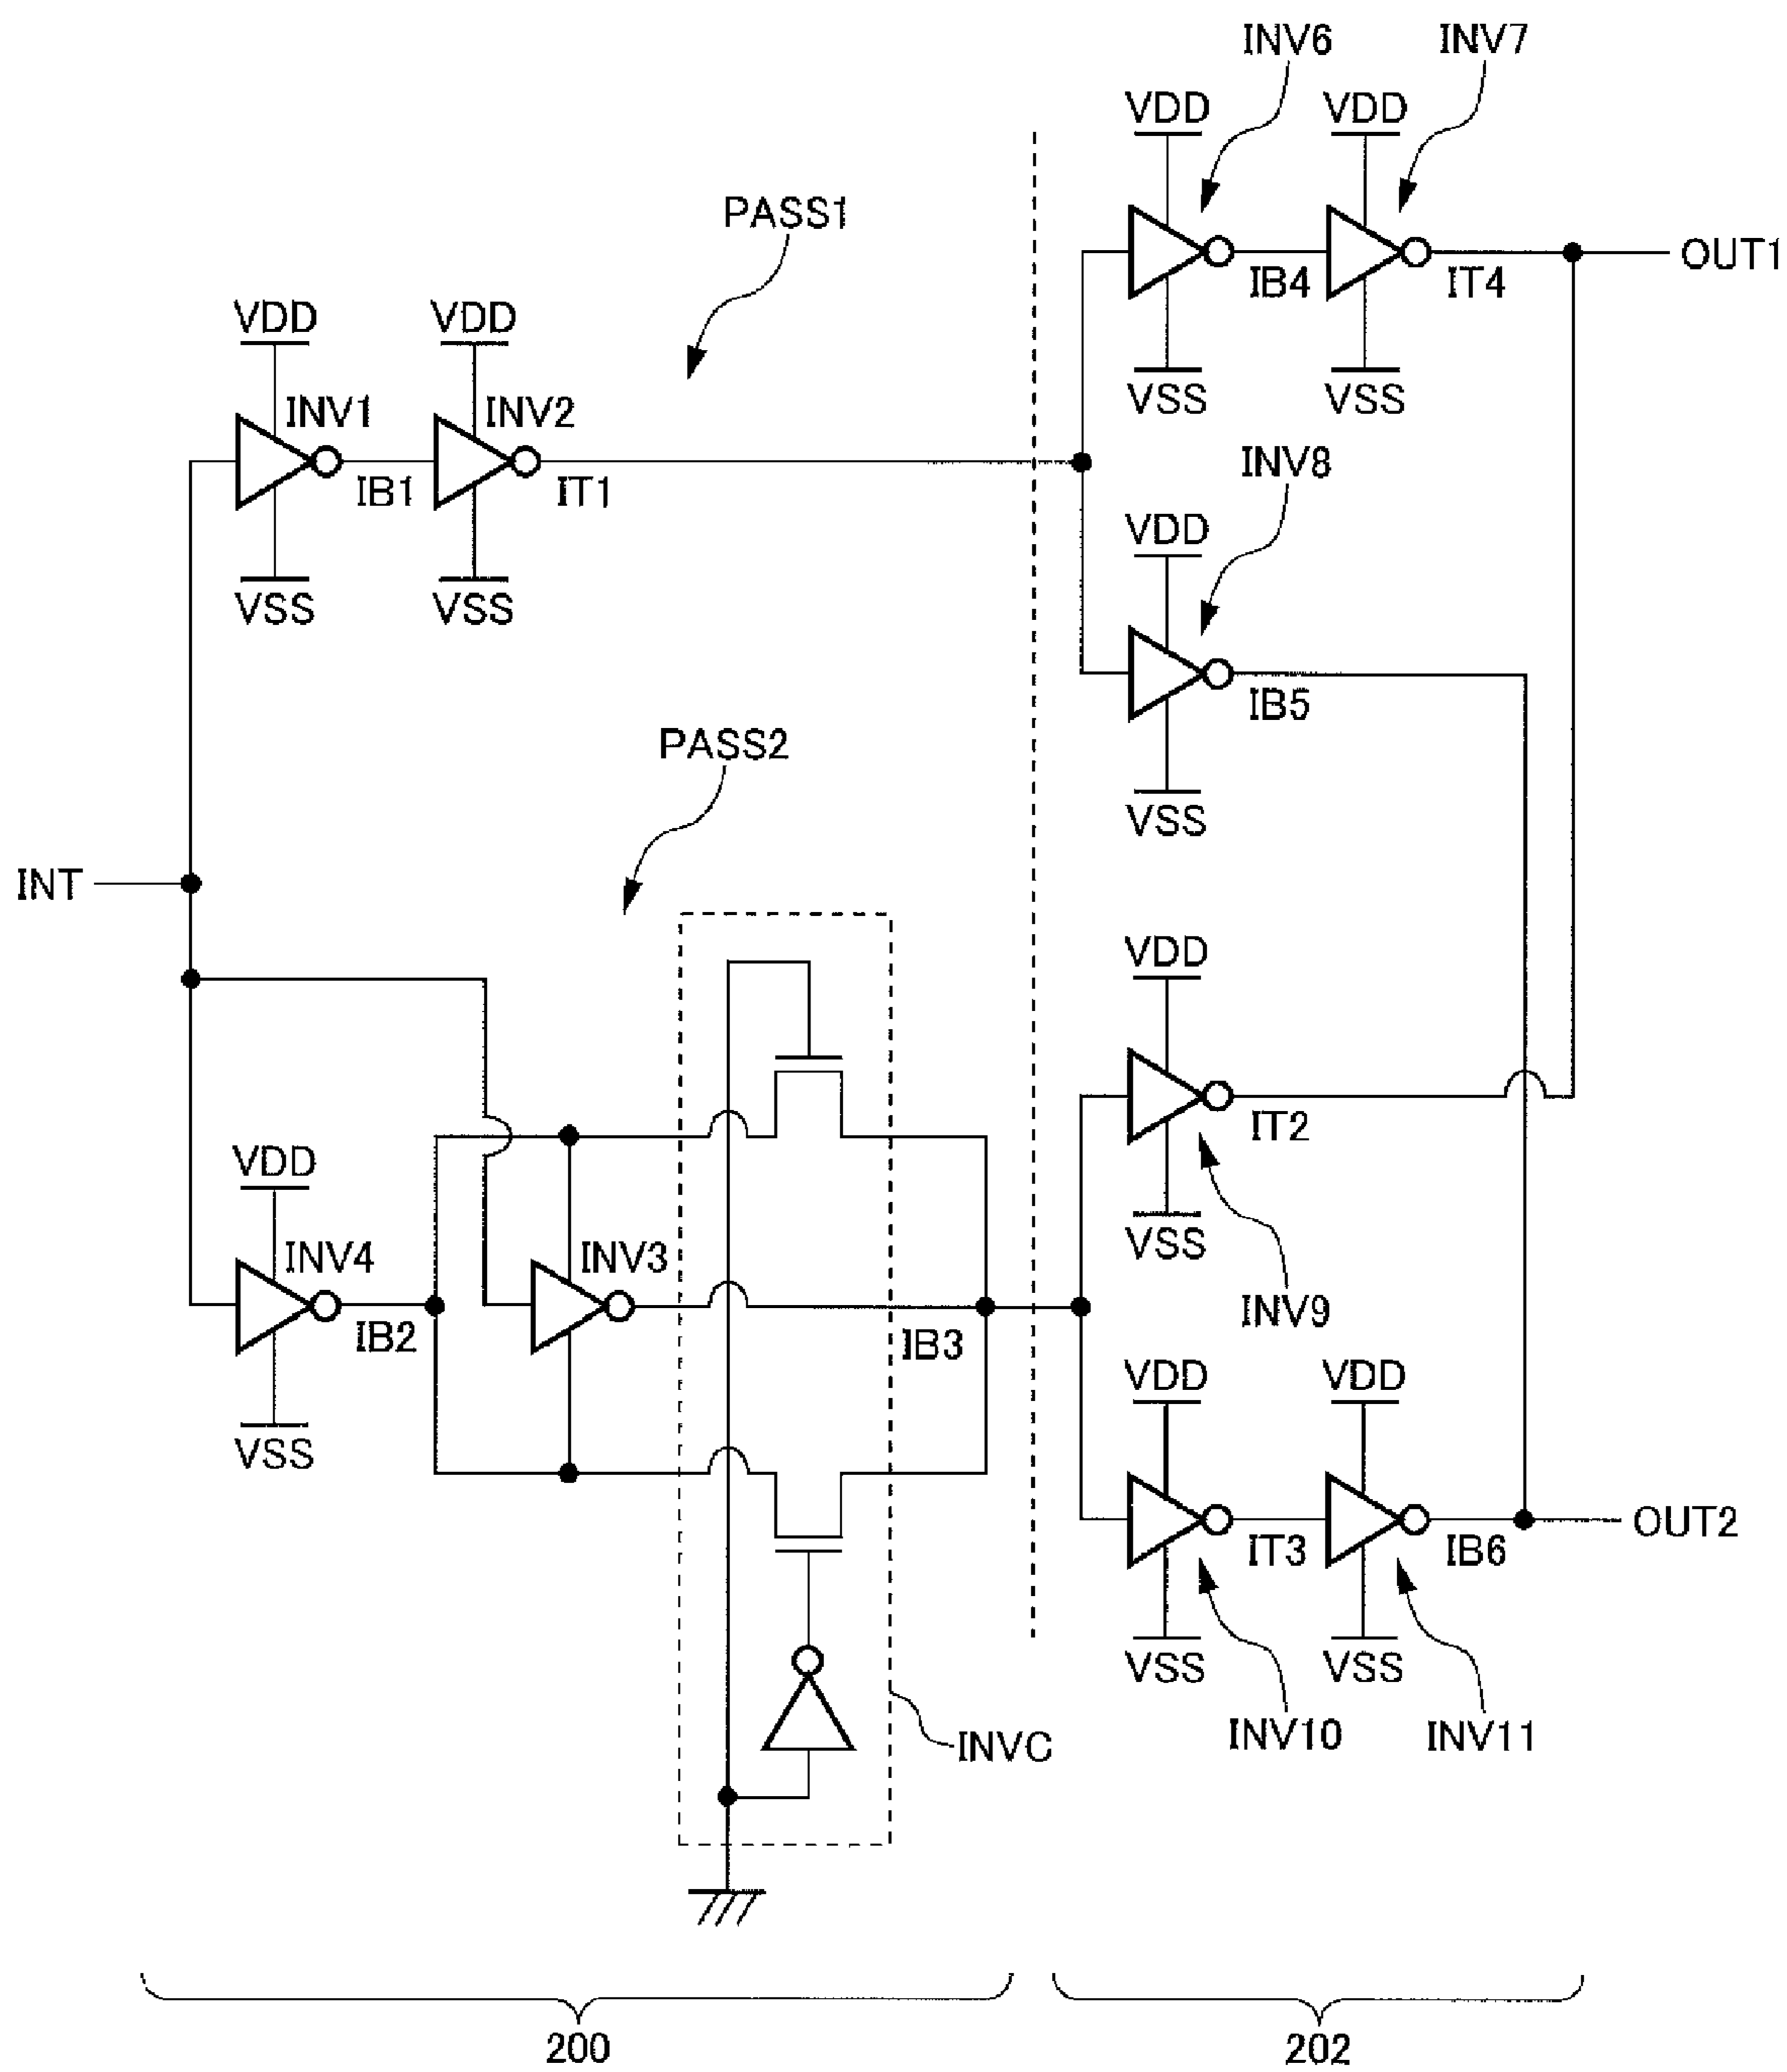 INV6
INV7
VDD
VDD
PASS1
OUT1
IB4
IT4
VDD
VDD
VSS
VSS
INV1
INV2
INV8
IB1
IT1
VDD
VSS
VSS
IB5
PASS2
VSS
INT
VDD
IT2
VDD
VSS
INV4
INV3
INV9
IB2
IB3
VDD
VDD
VSS
OUT2
IT3
IB6
VSS
VSS
INVC
INV10
INV11
200
202